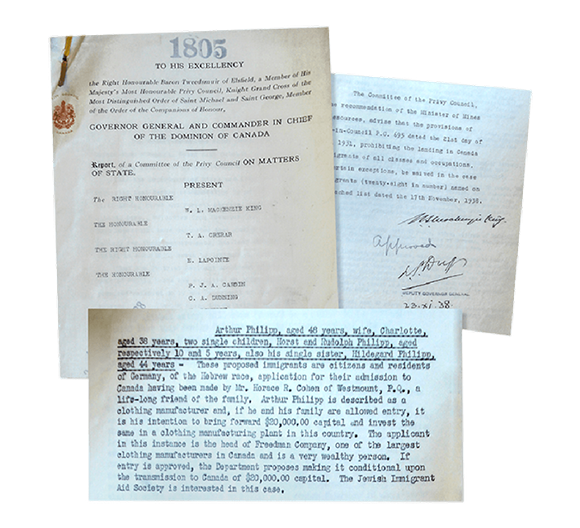 1805
TO HIS EXCELLENCY
the Right Honourable Baron Tweedsmuir of Elsfield, a Member of His
Majesty's Most Honourable Privy Council, Knight Grand Cross of the
Most Distinguished Order of Saint Michael and Saint George, Member
of the Order of the Companions of Honour,
GOVERNOR GENERAL AND COMMANDER IN CHIEF
OF THE DOMINION OF CANADA
Report, of a Committee of the Privy Council ON MATTERS
OF STATE.
PRESENT
The RIGHT HONOURABLE
W. L. MACKENZIE KING
THE HONOURABLE
T. A. CRERAR
THE RIGHT HONOURABLE
E. LAPOINTE
THE HONOURABLE
P. J. A. CARDIN
C. A. DUNNING
The Committee of the Privy Council,
the recommendation of the Minister of Mines
Resources, advise that the provisions of
-in-Council P.C. 695 dated the 21st day of
1931, prohibiting the landing in Canada
migrants of all classes and occupations,
certain exceptions, be waived in the case
migrants (twenty-eight in number) named on
ached list dated the 17th November, 1938.
W L Mackenzie King
Approved
DEPUTY GOVERNOR GENERAL
23.XI.38
Arthur Philipp, aged 48 years, wife, Charlotte,
aged 38 years, two single children, Horst and Rudolph Philipp, aged
respectively 10 and 5 years, also his single sister, Hildegard Philipp,
aged 44 years - These proposed immigrants are citizens and residents
of Germany, of the Hebrew race, application for their admission to
Canada having been made by Mr. Horace R. Cohen of Westmount, P.Q., a
life-long friend of the family. Arthur Philipp is described as a
clothing manufacturer and, if he and his family are allowed entry, it
is his intention to bring forward $20,000.00 capital and invest the
same in a clothing manufacturing plant in this country. The applicant
in this instance is the head of Freedman Company, one of the largest
clothing manufacturers in Canada and is a very wealthy person. If
entry is approved, the Department proposes making it conditional upon
the transmission to Canada of $20,000.00 capital. The Jewish Immigrant
Aid Society is interested in this case.